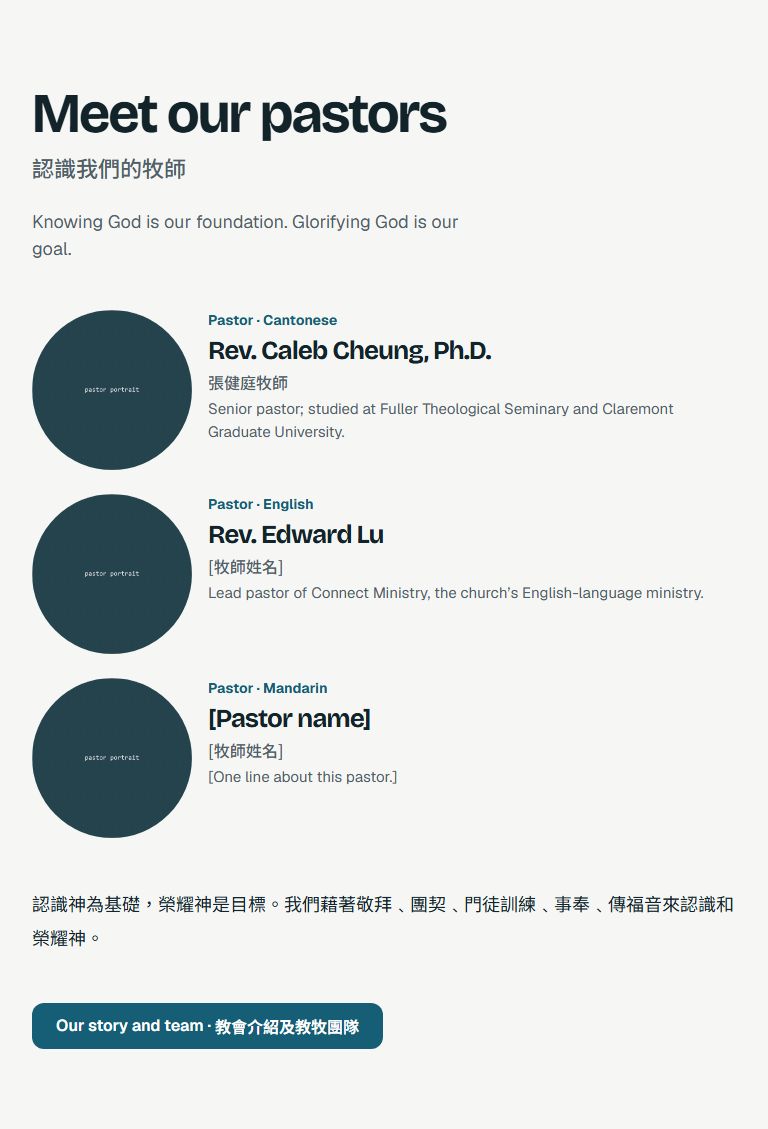 Meet our pastors
認識我們的牧師
Knowing God is our foundation. Glorifying God is our
goal.
pastor portrait
Pastor · Cantonese
Rev. Caleb Cheung, Ph.D.
張健庭牧師
Senior pastor; studied at Fuller Theological Seminary and Claremont
Graduate University.
pastor portrait
Pastor · English
Rev. Edward Lu
[牧師姓名]
Lead pastor of Connect Ministry, the church’s English-language ministry.
pastor portrait
Pastor · Mandarin
[Pastor name]
[牧師姓名]
[One line about this pastor.]
認識神為基礎，榮耀神是目標。我們藉著敬拜﹑團契﹑門徒訓練﹑事奉﹑傳福音來認識和
榮耀神。
Our story and team · 教會介紹及教牧團隊